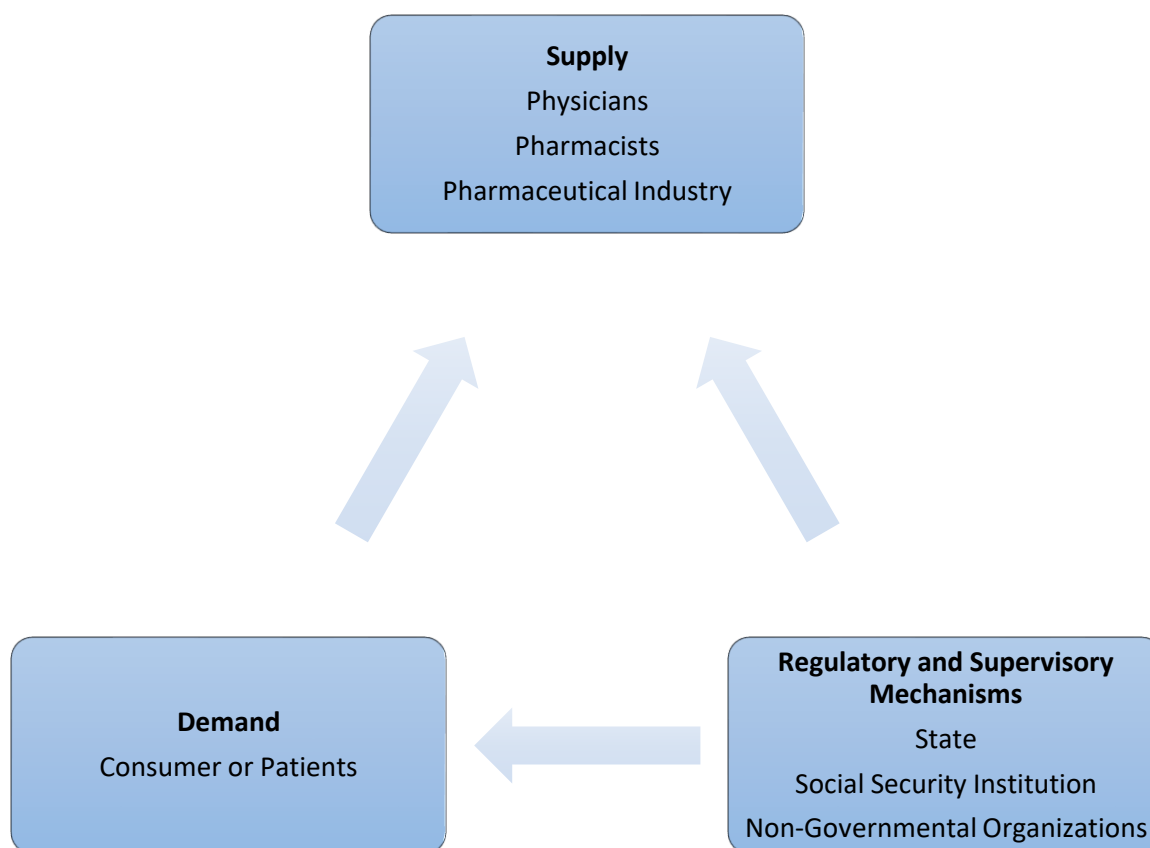 Supply
Physicians
Pharmacists
Pharmaceutical Industry
Demand
Consumer or Patients
Regulatory and Supervisory
Mechanisms
State
Social Security Institution
Non-Governmental Organizations